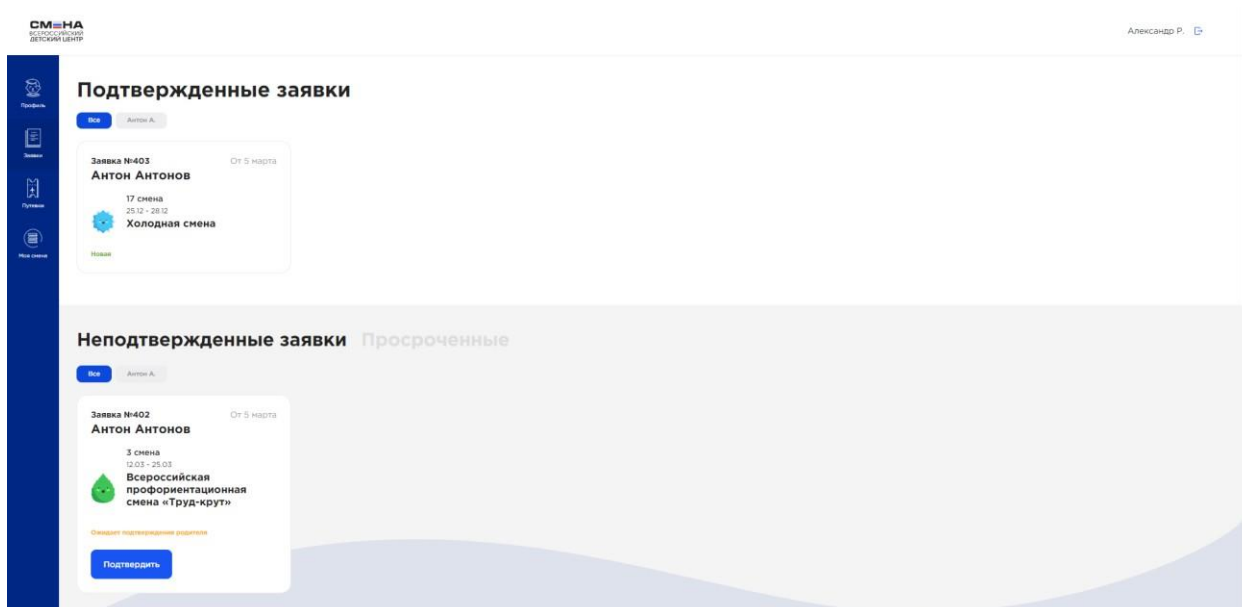 СМЕНА
ВСЕРОССИЙСКИЙ
ДЕТСКИЙ ЦЕНТР
Александр Р.
Профиль
Заявки
Путевки
Моя смена
Подтвержденные заявки
Все Антон А.
Заявка №403 От 5 марта
Антон Антонов
17 смена
25.12 - 28.12
Холодная смена
Новая
Неподтвержденные заявки Просроченные
Все Антон А.
Заявка №402 От 5 марта
Антон Антонов
3 смена
12.03 - 25.03
Всероссийская
профориентационная
смена «Труд-крут»
Ожидает подтверждения родителя
Подтвердить